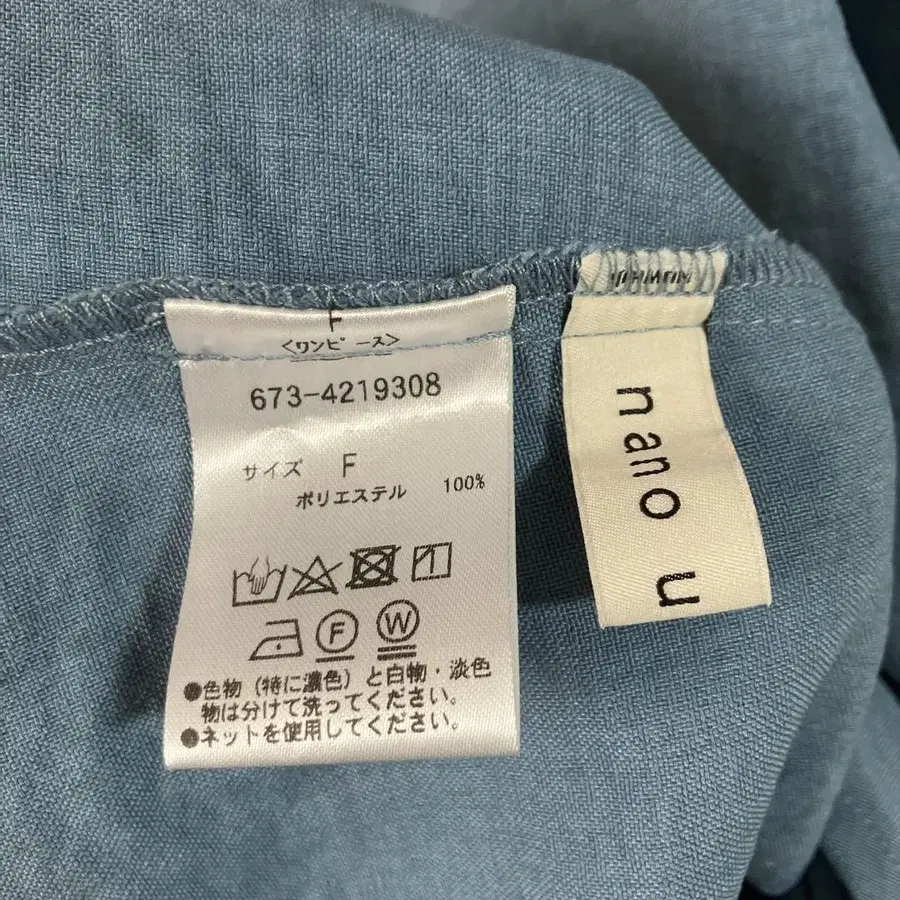 F
<ワンピース>
673-4219308
サイズ F
ポリエステル 100%
F W
●色物（特に濃色）と白物・淡色
物は分けて洗ってください。
●ネットを使用してください。
nano u